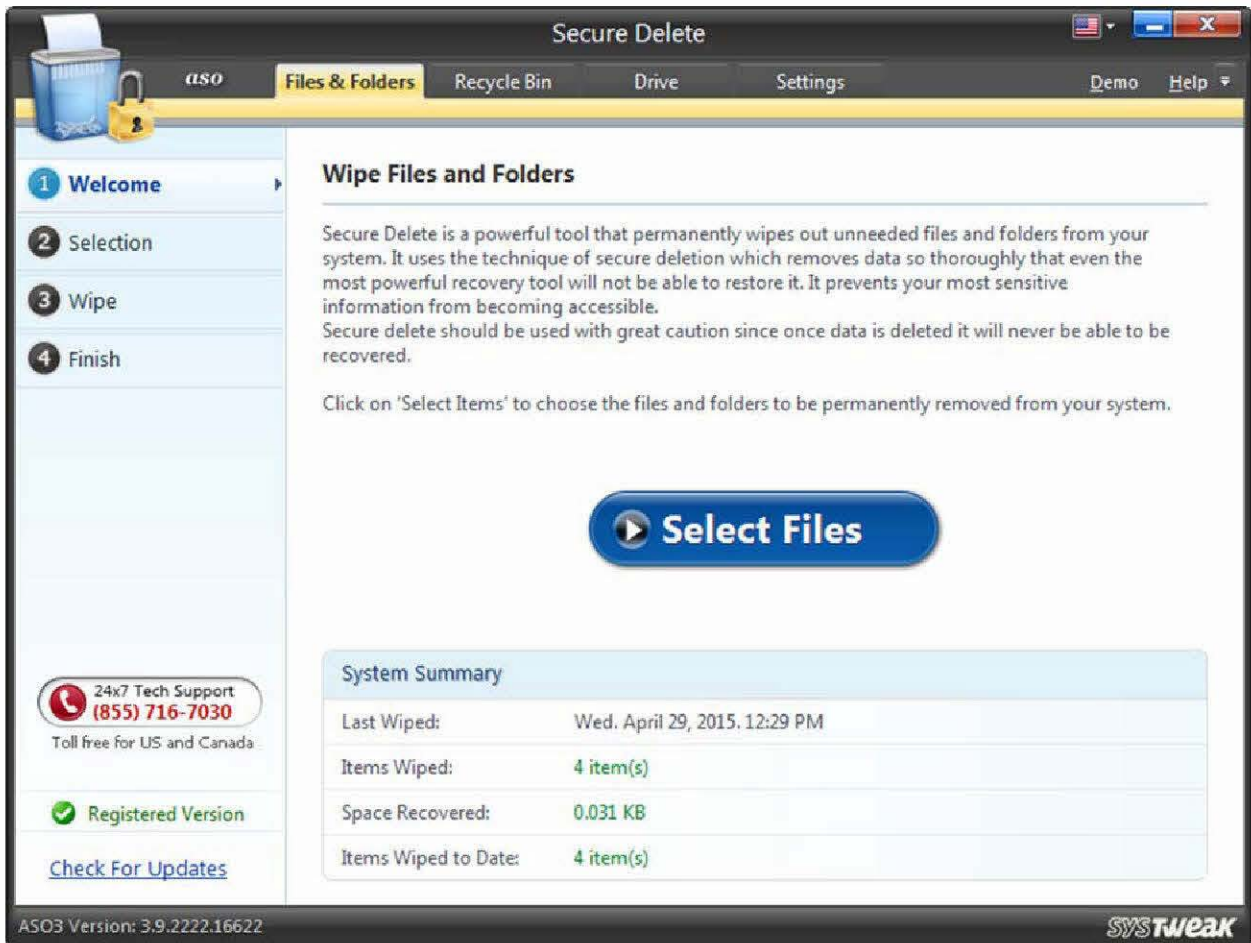 Secure Delete
aso
Files & Folders
Recycle Bin
Drive
Settings
Demo
Help
1 Welcome
2 Selection
3 Wipe
4 Finish
Wipe Files and Folders
Secure Delete is a powerful tool that permanently wipes out unneeded files and folders from your
system. It uses the technique of secure deletion which removes data so thoroughly that even the
most powerful recovery tool will not be able to restore it. It prevents your most sensitive
information from becoming accessible.
Secure delete should be used with great caution since once data is deleted it will never be able to be
recovered.
Click on 'Select Items' to choose the files and folders to be permanently removed from your system.
Select Files
System Summary
Last Wiped: Wed. April 29, 2015. 12:29 PM
Items Wiped: 4 item(s)
Space Recovered: 0.031 KB
Items Wiped to Date: 4 item(s)
24x7 Tech Support
(855) 716-7030
Toll free for US and Canada
Registered Version
Check For Updates
ASO3 Version: 3.9.2222.16622
SYSTweak